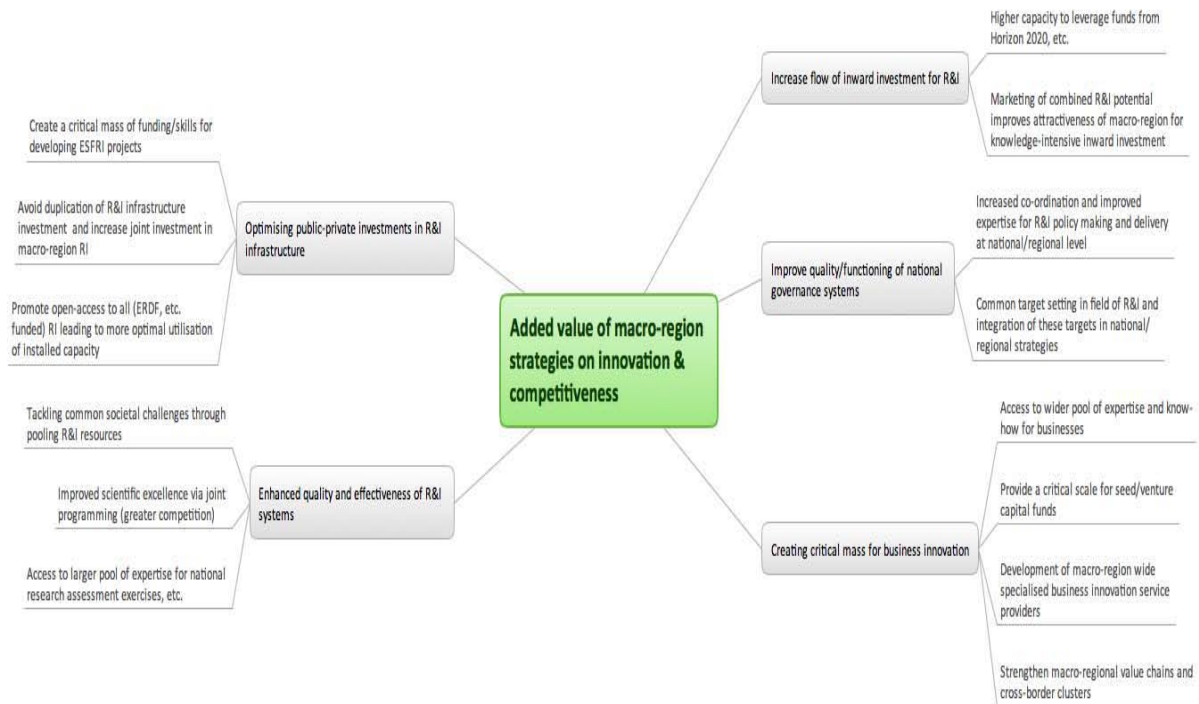 Higher capacity to leverage funds from
Horizon 2020, etc.
Increase flow of inward investment for R&I
Marketing of combined R&I potential
improves attractiveness of macro-region for
knowledge-intensive inward investment
Create a critical mass of funding/skills for
developing ESFRI projects
Avoid duplication of R&I infrastructure
investment and increase joint investment in
macro-region RI
Optimising public-private investments in R&I
infrastructure
Promote open-access to all (ERDF, etc.
funded) RI leading to more optimal utilisation
of installed capacity
Increased co-ordination and improved
expertise for R&I policy making and delivery
at national/regional level
Improve quality/functioning of national
governance systems
Common target setting in field of R&I and
integration of these targets in national/
regional strategies
Added value of macro-region
strategies on innovation &
competitiveness
Tackling common societal challenges through
pooling R&I resources
Improved scientific excellence via joint
programming (greater competition)
Enhanced quality and effectiveness of R&I
systems
Access to larger pool of expertise for national
research assessment exercises, etc.
Access to wider pool of expertise and know-
how for businesses
Provide a critical scale for seed/venture
capital funds
Creating critical mass for business innovation
Development of macro-region wide
specialised business innovation service
providers
Strengthen macro-regional value chains and
cross-border clusters